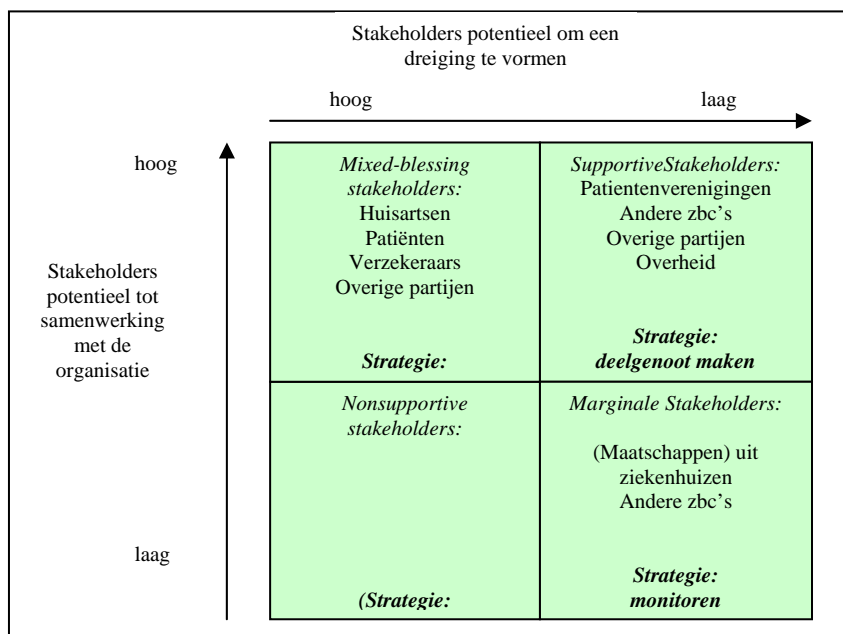 Stakeholders potentieel om een
dreiging te vormen
hoog
laag
hoog
Stakeholders
potentieel tot
samenwerking
met de
organisatie
laag
Mixed-blessing
stakeholders:
Huisartsen
Patiënten
Verzekeraars
Overige partijen
Strategie:
SupportiveStakeholders:
Patientenverenigingen
Andere zbc's
Overige partijen
Overheid
Strategie:
deelgenoot maken
Nonsupportive
stakeholders:
(Strategie:
Marginale Stakeholders:
(Maatschappen) uit
ziekenhuizen
Andere zbc's
Strategie:
monitoren